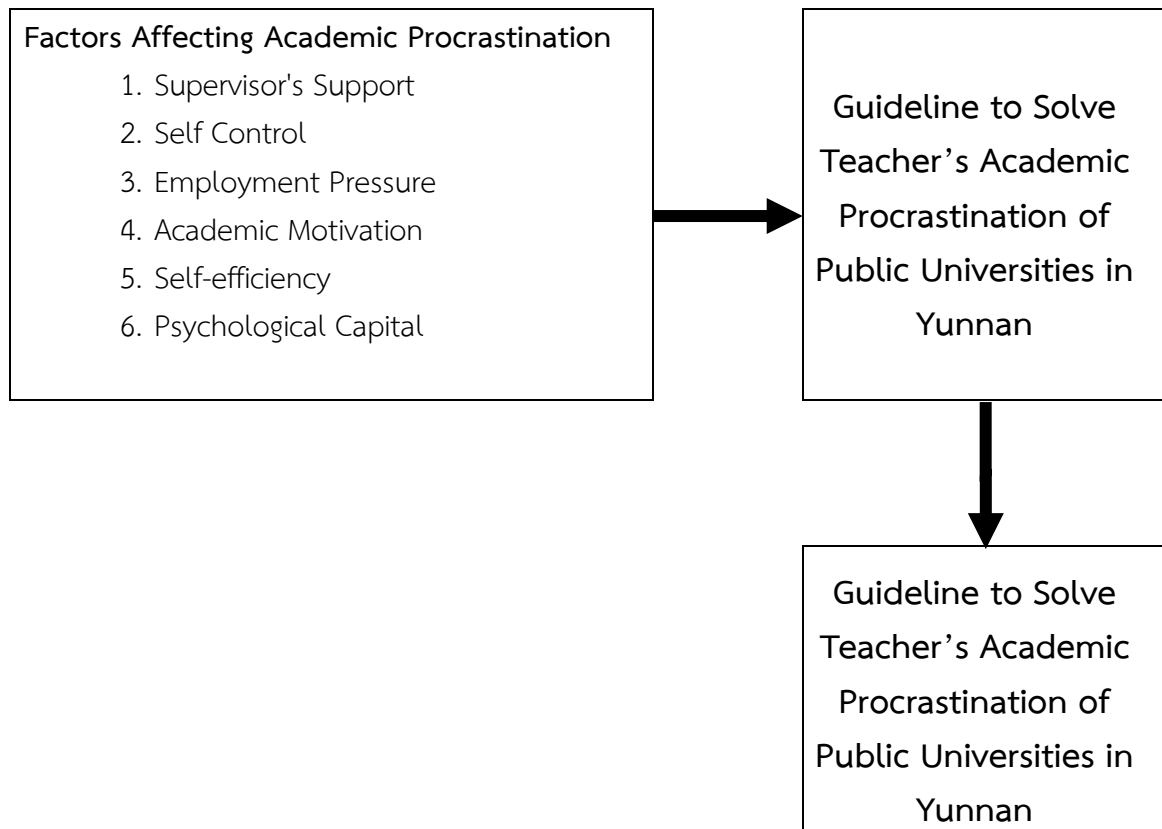 Factors Affecting Academic Procrastination
1. Supervisor's Support
2. Self Control
3. Employment Pressure
4. Academic Motivation
5. Self-efficiency
6. Psychological Capital
Guideline to Solve
Teacher’s Academic
Procrastination of
Public Universities in
Yunnan
Guideline to Solve
Teacher’s Academic
Procrastination of
Public Universities in
Yunnan